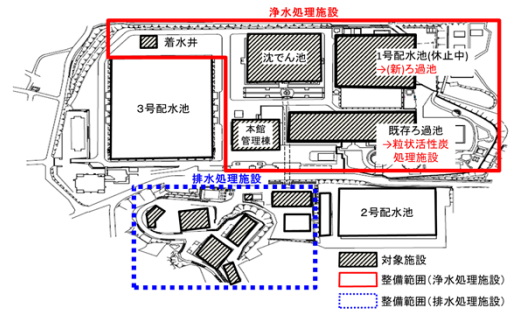 浄水処理施設
着水井
沈でん池
1号配水池(休止中)
→(新)ろ過池
3号配水池
本館
管理棟
既存ろ過池
→粒状活性炭
処理施設
排水処理施設
2号配水池
対象施設
整備範囲(浄水処理施設)
整備範囲(排水処理施設)